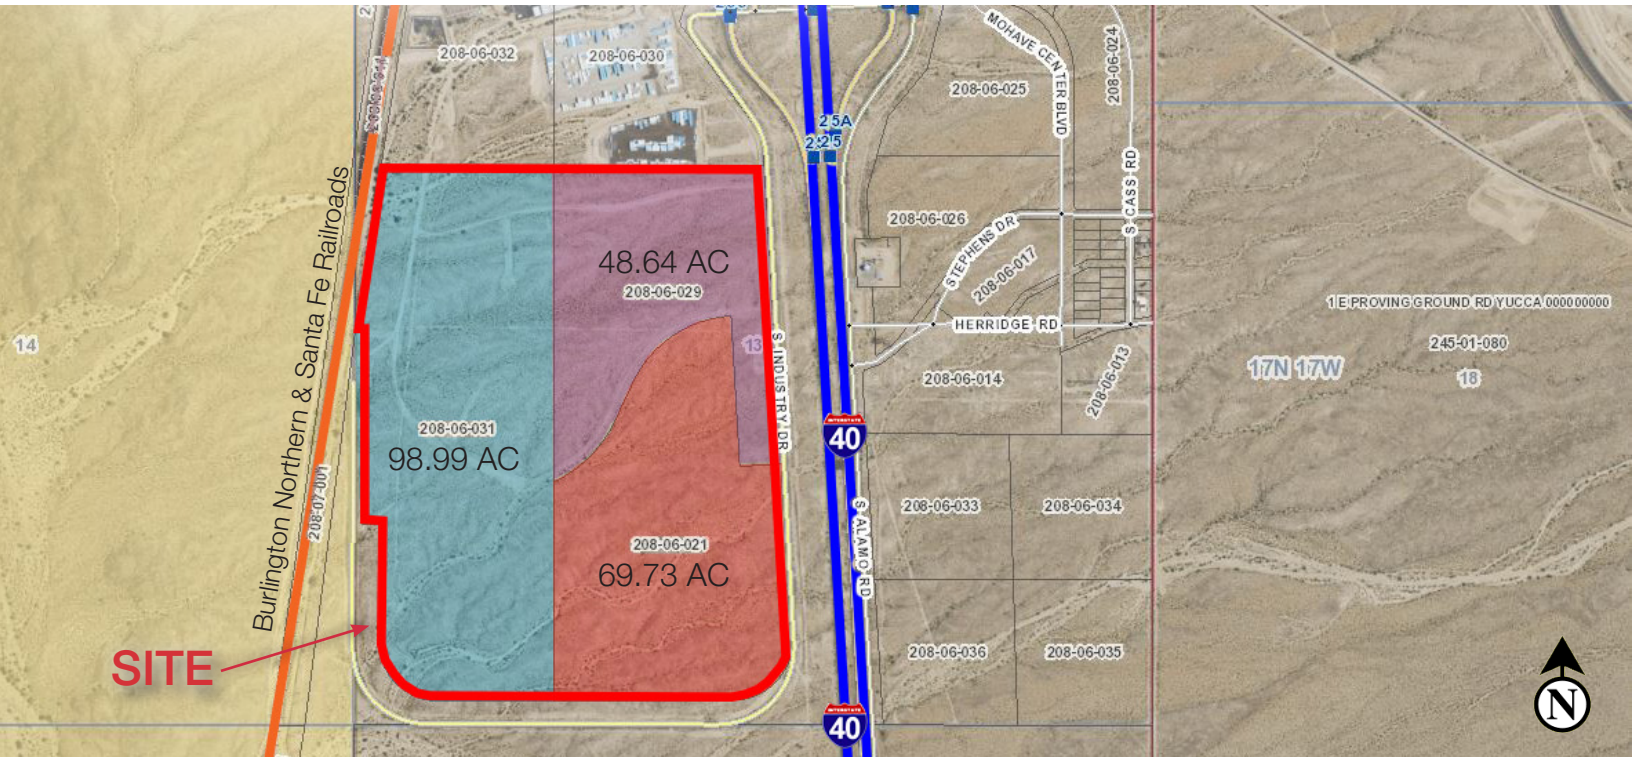 208-06-032
208-06-030
MOHAVE CENTER BLVD
208-06-024
208-06-025
25A
25
S CASS RD
Burlington Northern & Santa Fe Railroads
208-06-026
STEPHENS DR
208-06-017
48.64 AC
208-06-029
1 E PROVING GROUND RD YUCCA 000000000
HERRIDGE RD
14
13
S INDUSTRY DR
245-01-080
17N 17W
18
208-06-014
208-06-013
208-06-031
98.99 AC
INTERSTATE
40
208-07-001
208-06-033
208-06-034
S ALAMO RD
208-06-021
69.73 AC
SITE
208-06-036
208-06-035
INTERSTATE
40
N